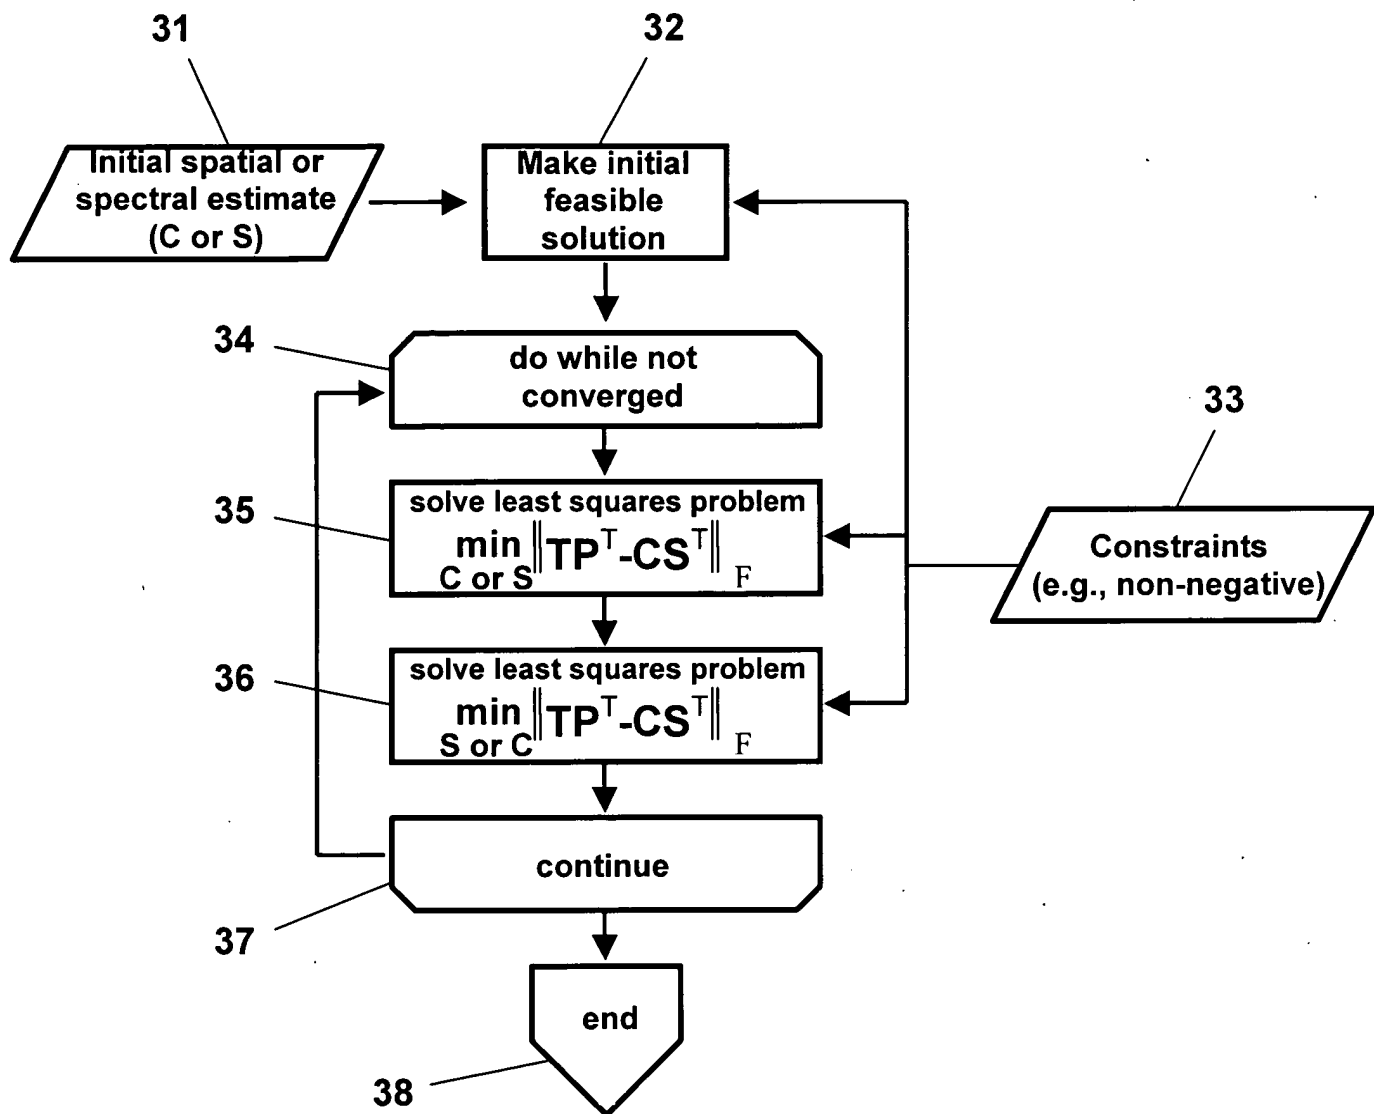 31
32
Initial spatial or
spectral estimate
(C or S)
Make initial
feasible
solution
34
do while not
converged
33
35
solve least squares problem
min ‖TPᵀ-CSᵀ‖ F
C or S
Constraints
(e.g., non-negative)
36
solve least squares problem
min ‖TPᵀ-CSᵀ‖ F
S or C
continue
37
end
38